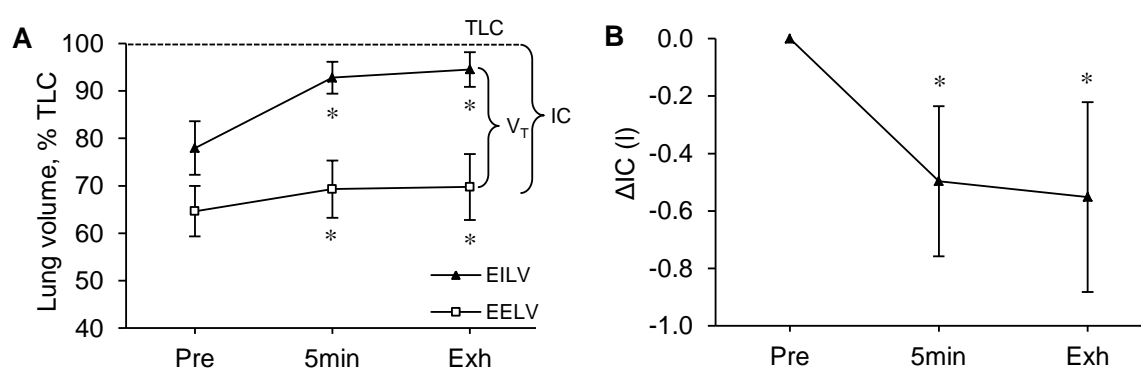 A
Lung volume, % TLC
100
90
80
70
60
50
40
TLC
IC
V_T
*
*
*
*
EILV
EELV
Pre
5min
Exh
B
ΔIC (l)
0.0
-0.2
-0.4
-0.6
-0.8
-1.0
*
*
Pre
5min
Exh